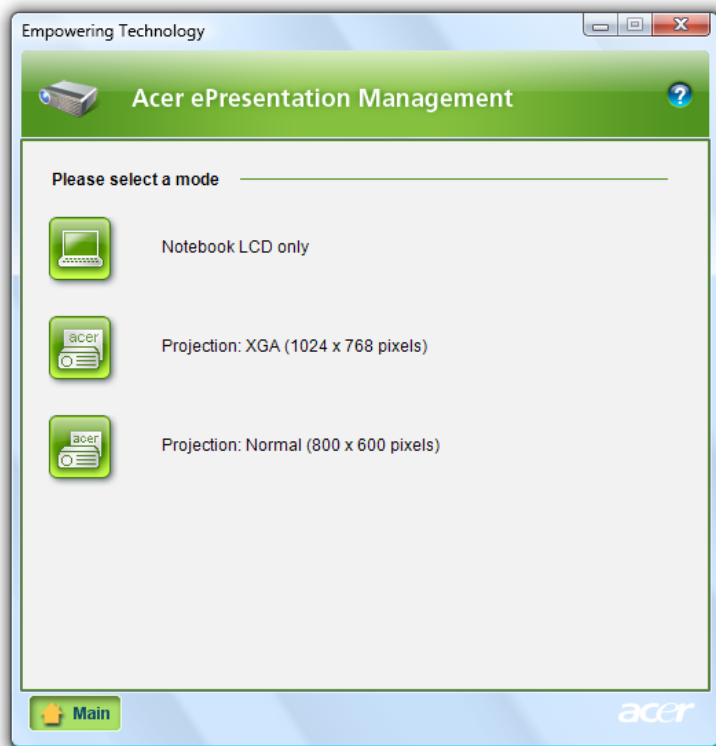 Empowering Technology
Acer ePresentation Management
?
Please select a mode
Notebook LCD only
acer
Projection: XGA (1024 x 768 pixels)
acer
Projection: Normal (800 x 600 pixels)
Main
acer